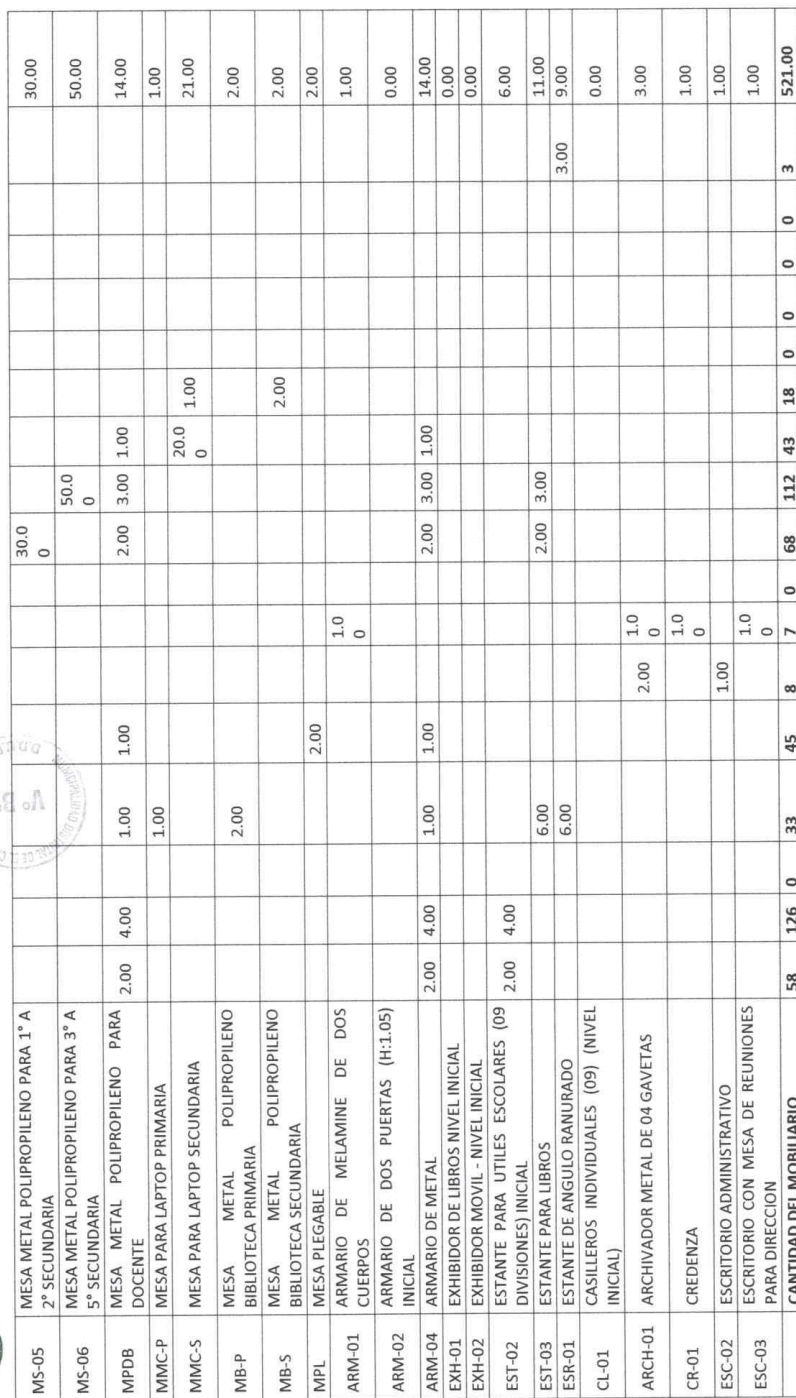 MS-05 MESA METAL POLIPROPILENO PARA 1° A 2° SECUNDARIA 30.00 30.00
MS-06 MESA METAL POLIPROPILENO PARA 3° A 5° SECUNDARIA 50.00 50.00
MPDB MESA METAL POLIPROPILENO PARA DOCENTE 2.00 4.00 1.00 1.00 2.00 3.00 1.00 14.00
MMC-P MESA PARA LAPTOP PRIMARIA 1.00 1.00
MMC-S MESA PARA LAPTOP SECUNDARIA 20.00 1.00 21.00
MB-P MESA METAL POLIPROPILENO BIBLIOTECA PRIMARIA 2.00 2.00
MB-S MESA METAL POLIPROPILENO BIBLIOTECA SECUNDARIA 2.00 2.00
MPL MESA PLEGABLE 2.00 2.00
ARM-01 ARMARIO DE MELAMINE DE DOS CUERPOS 1.00 1.00
ARM-02 ARMARIO DE DOS PUERTAS (H:1.05) INICIAL 0.00
ARM-04 ARMARIO DE METAL 2.00 4.00 1.00 1.00 2.00 3.00 1.00 14.00
EXH-01 EXHIBIDOR DE LIBROS NIVEL INICIAL 0.00
EXH-02 EXHIBIDOR MOVIL - NIVEL INICIAL 0.00
EST-02 ESTANTE PARA UTILES ESCOLARES (09 DIVISIONES) INICIAL 2.00 4.00 6.00
EST-03 ESTANTE PARA LIBROS 6.00 2.00 3.00 11.00
ESR-01 ESTANTE DE ANGULO RANURADO 6.00 3.00 9.00
CL-01 CASILLEROS INDIVIDUALES (09) (NIVEL INICIAL) 0.00
ARCH-01 ARCHIVADOR METAL DE 04 GAVETAS 2.00 1.00 3.00
CR-01 CREDENZA 1.00 1.00
ESC-02 ESCRITORIO ADMINISTRATIVO 1.00 1.00
ESC-03 ESCRITORIO CON MESA DE REUNIONES PARA DIRECCION 1.00 1.00
CANTIDAD DEL MOBILIARIO 58 126 0 33 45 8 7 0 68 112 43 18 0 0 0 0 3 521.00